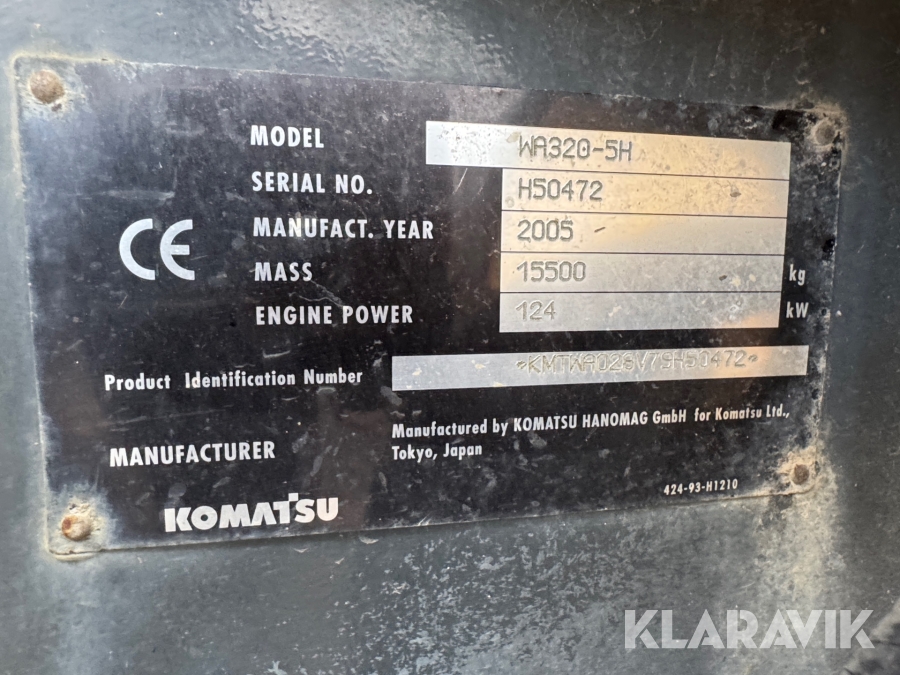 MODEL WA320-5H
SERIAL NO. H50472
MANUFACT. YEAR 2005
CE
MASS 15500 kg
ENGINE POWER 124 kW
Product Identification Number
MANUFACTURER
Manufactured by KOMATSU HANOMAG GmbH for Komatsu Ltd.,
Tokyo, Japan
424-93-H1210
KOMATSU
KLARAVIK